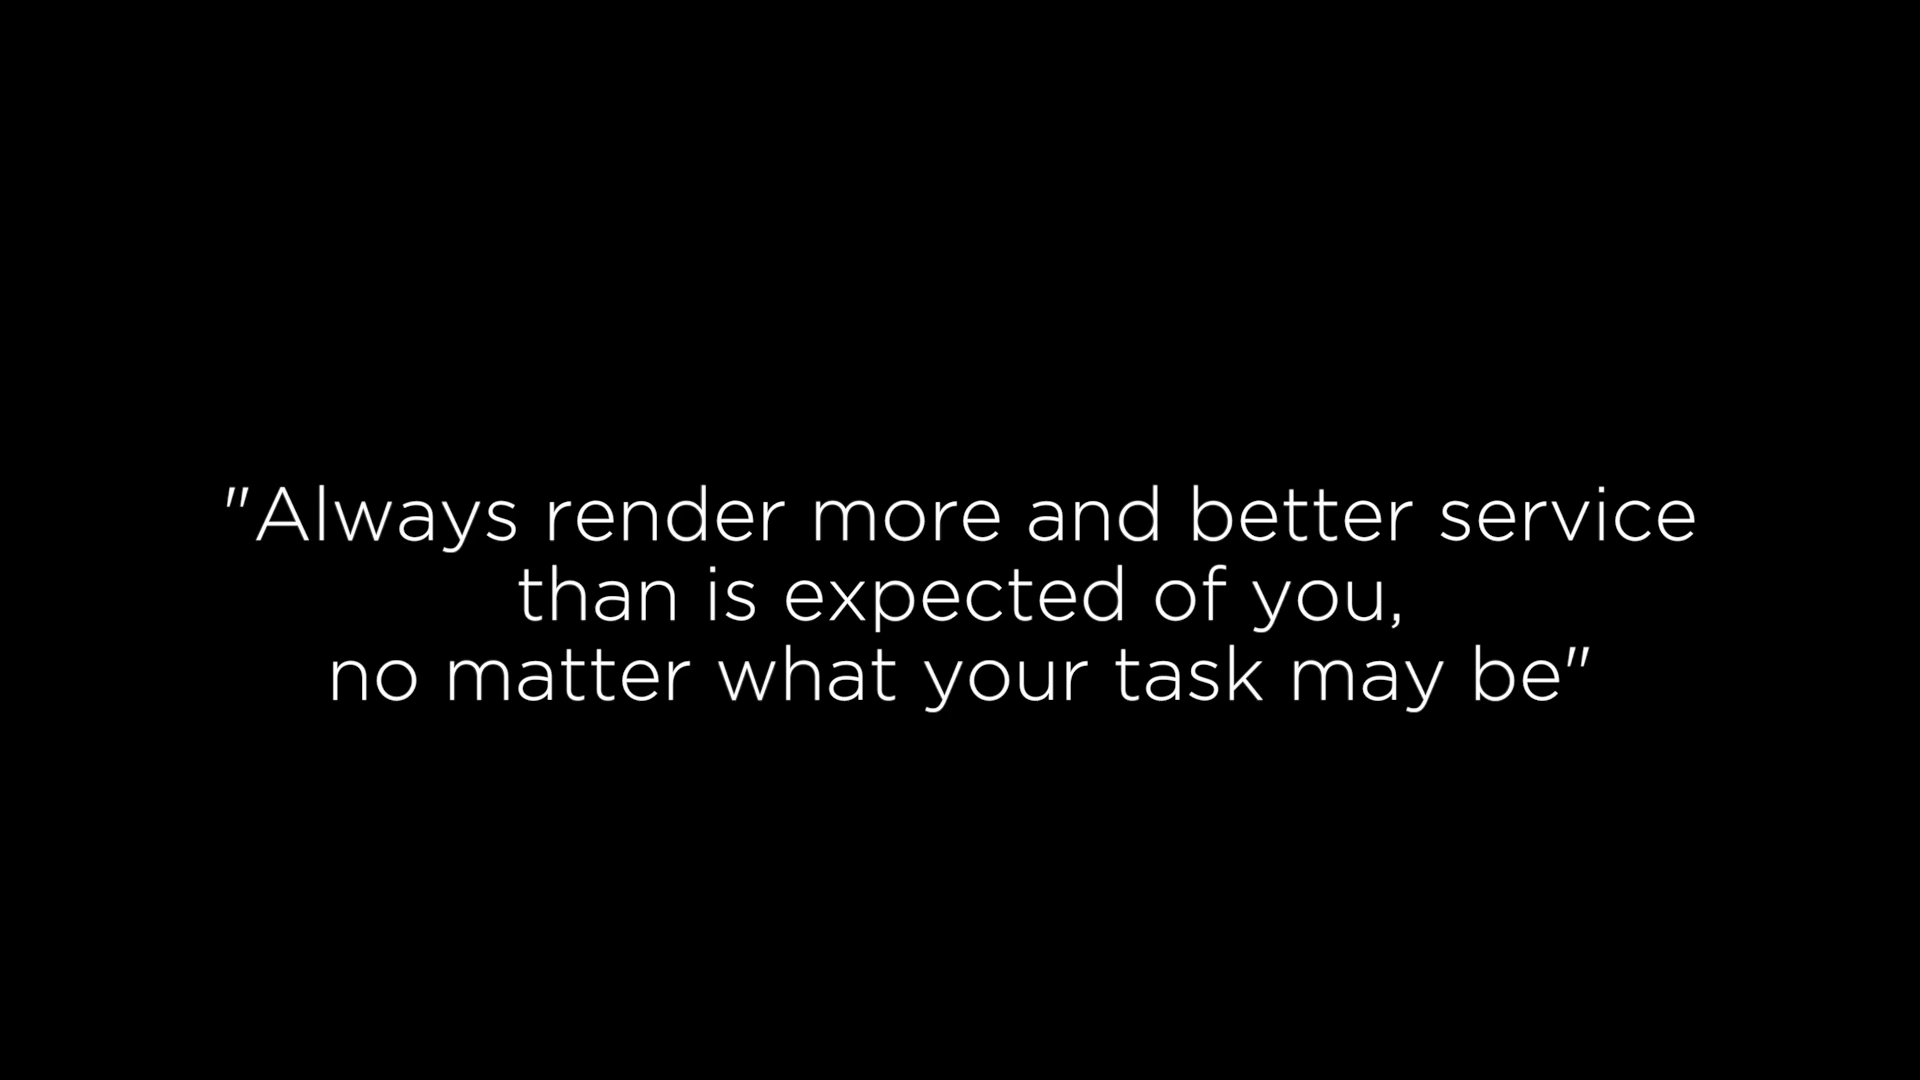 "Always render more and better service
than is expected of you,
no matter what your task may be"